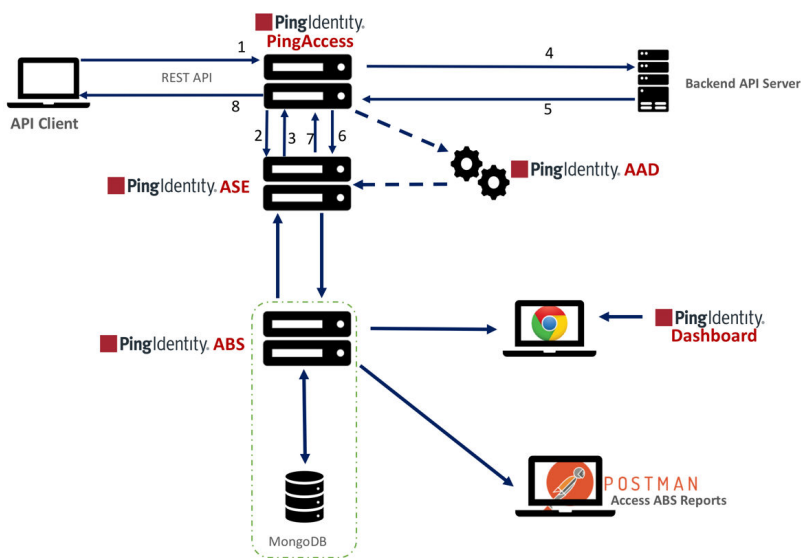 PingIdentity.
PingAccess
1
REST API
8
API Client
4
5
Backend API Server
2
3
7
6
PingIdentity. ASE
PingIdentity. AAD
PingIdentity. ABS
PingIdentity.
Dashboard
MongoDB
POSTMAN
Access ABS Reports